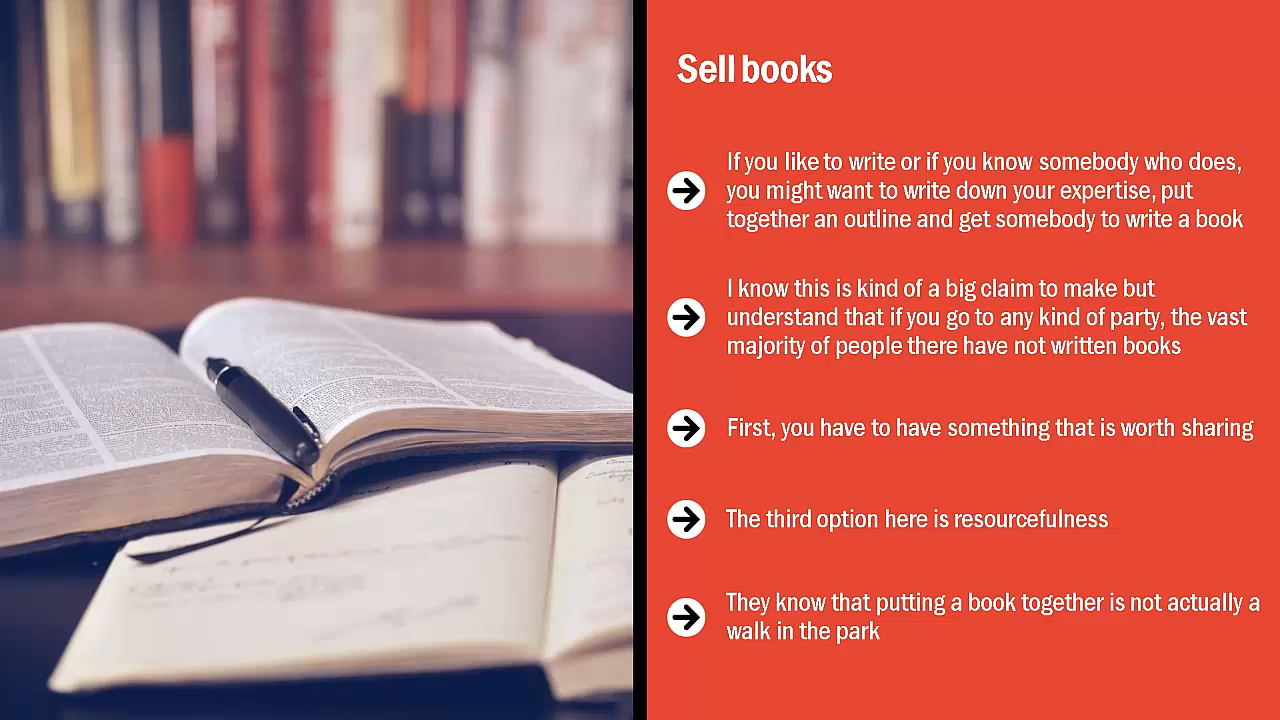 Sell books
If you like to write or if you know somebody who does,
you might want to write down your expertise, put
together an outline and get somebody to write a book
I know this is kind of a big claim to make but
understand that if you go to any kind of party, the vast
majority of people there have not written books
First, you have to have something that is worth sharing
The third option here is resourcefulness
They know that putting a book together is not actually a
walk in the park